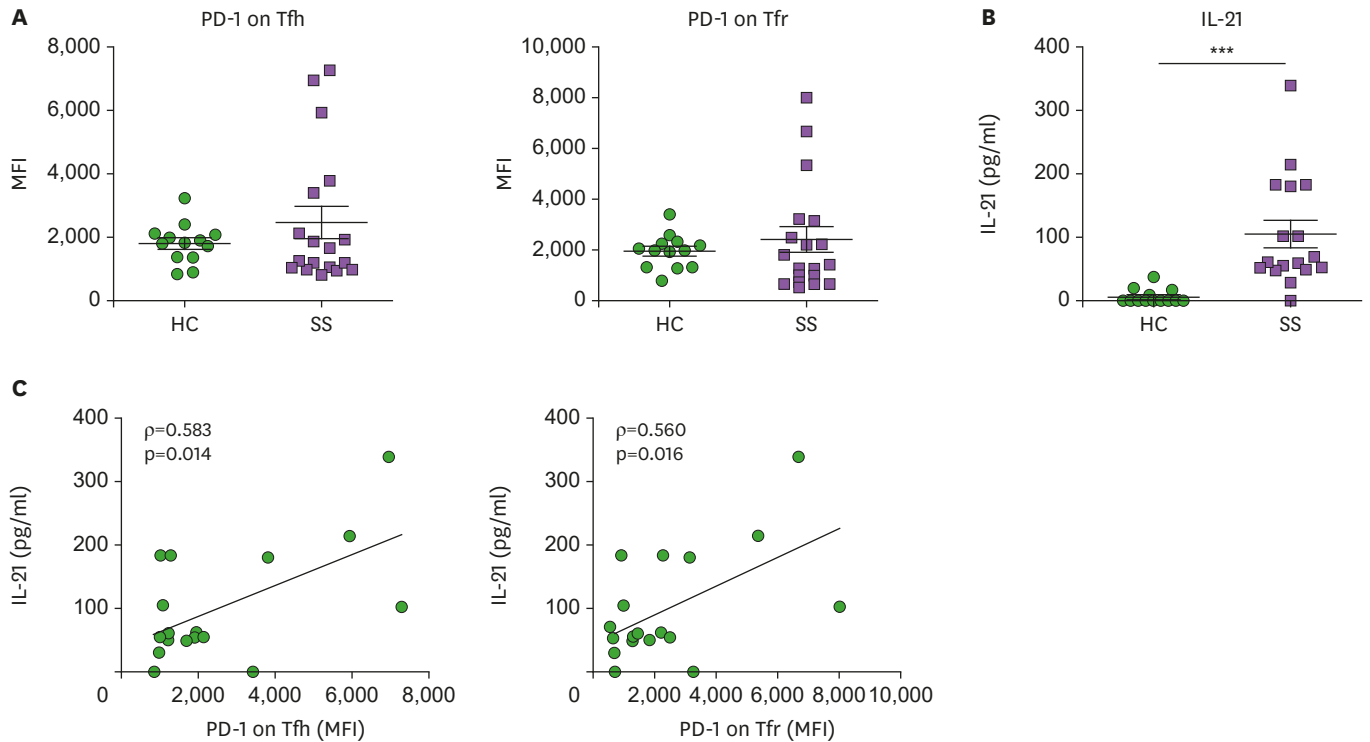 A
PD-1 on Tfh
MFI
8,000
6,000
4,000
2,000
0
HC
SS
PD-1 on Tfr
MFI
10,000
8,000
6,000
4,000
2,000
0
HC
SS
B
IL-21
***
IL-21 (pg/ml)
400
300
200
100
0
HC
SS
C
ρ=0.583
p=0.014
IL-21 (pg/ml)
400
300
200
100
0
2,000
4,000
6,000
8,000
PD-1 on Tfh (MFI)
ρ=0.560
p=0.016
IL-21 (pg/ml)
400
300
200
100
0
2,000
4,000
6,000
8,000
10,000
PD-1 on Tfr (MFI)